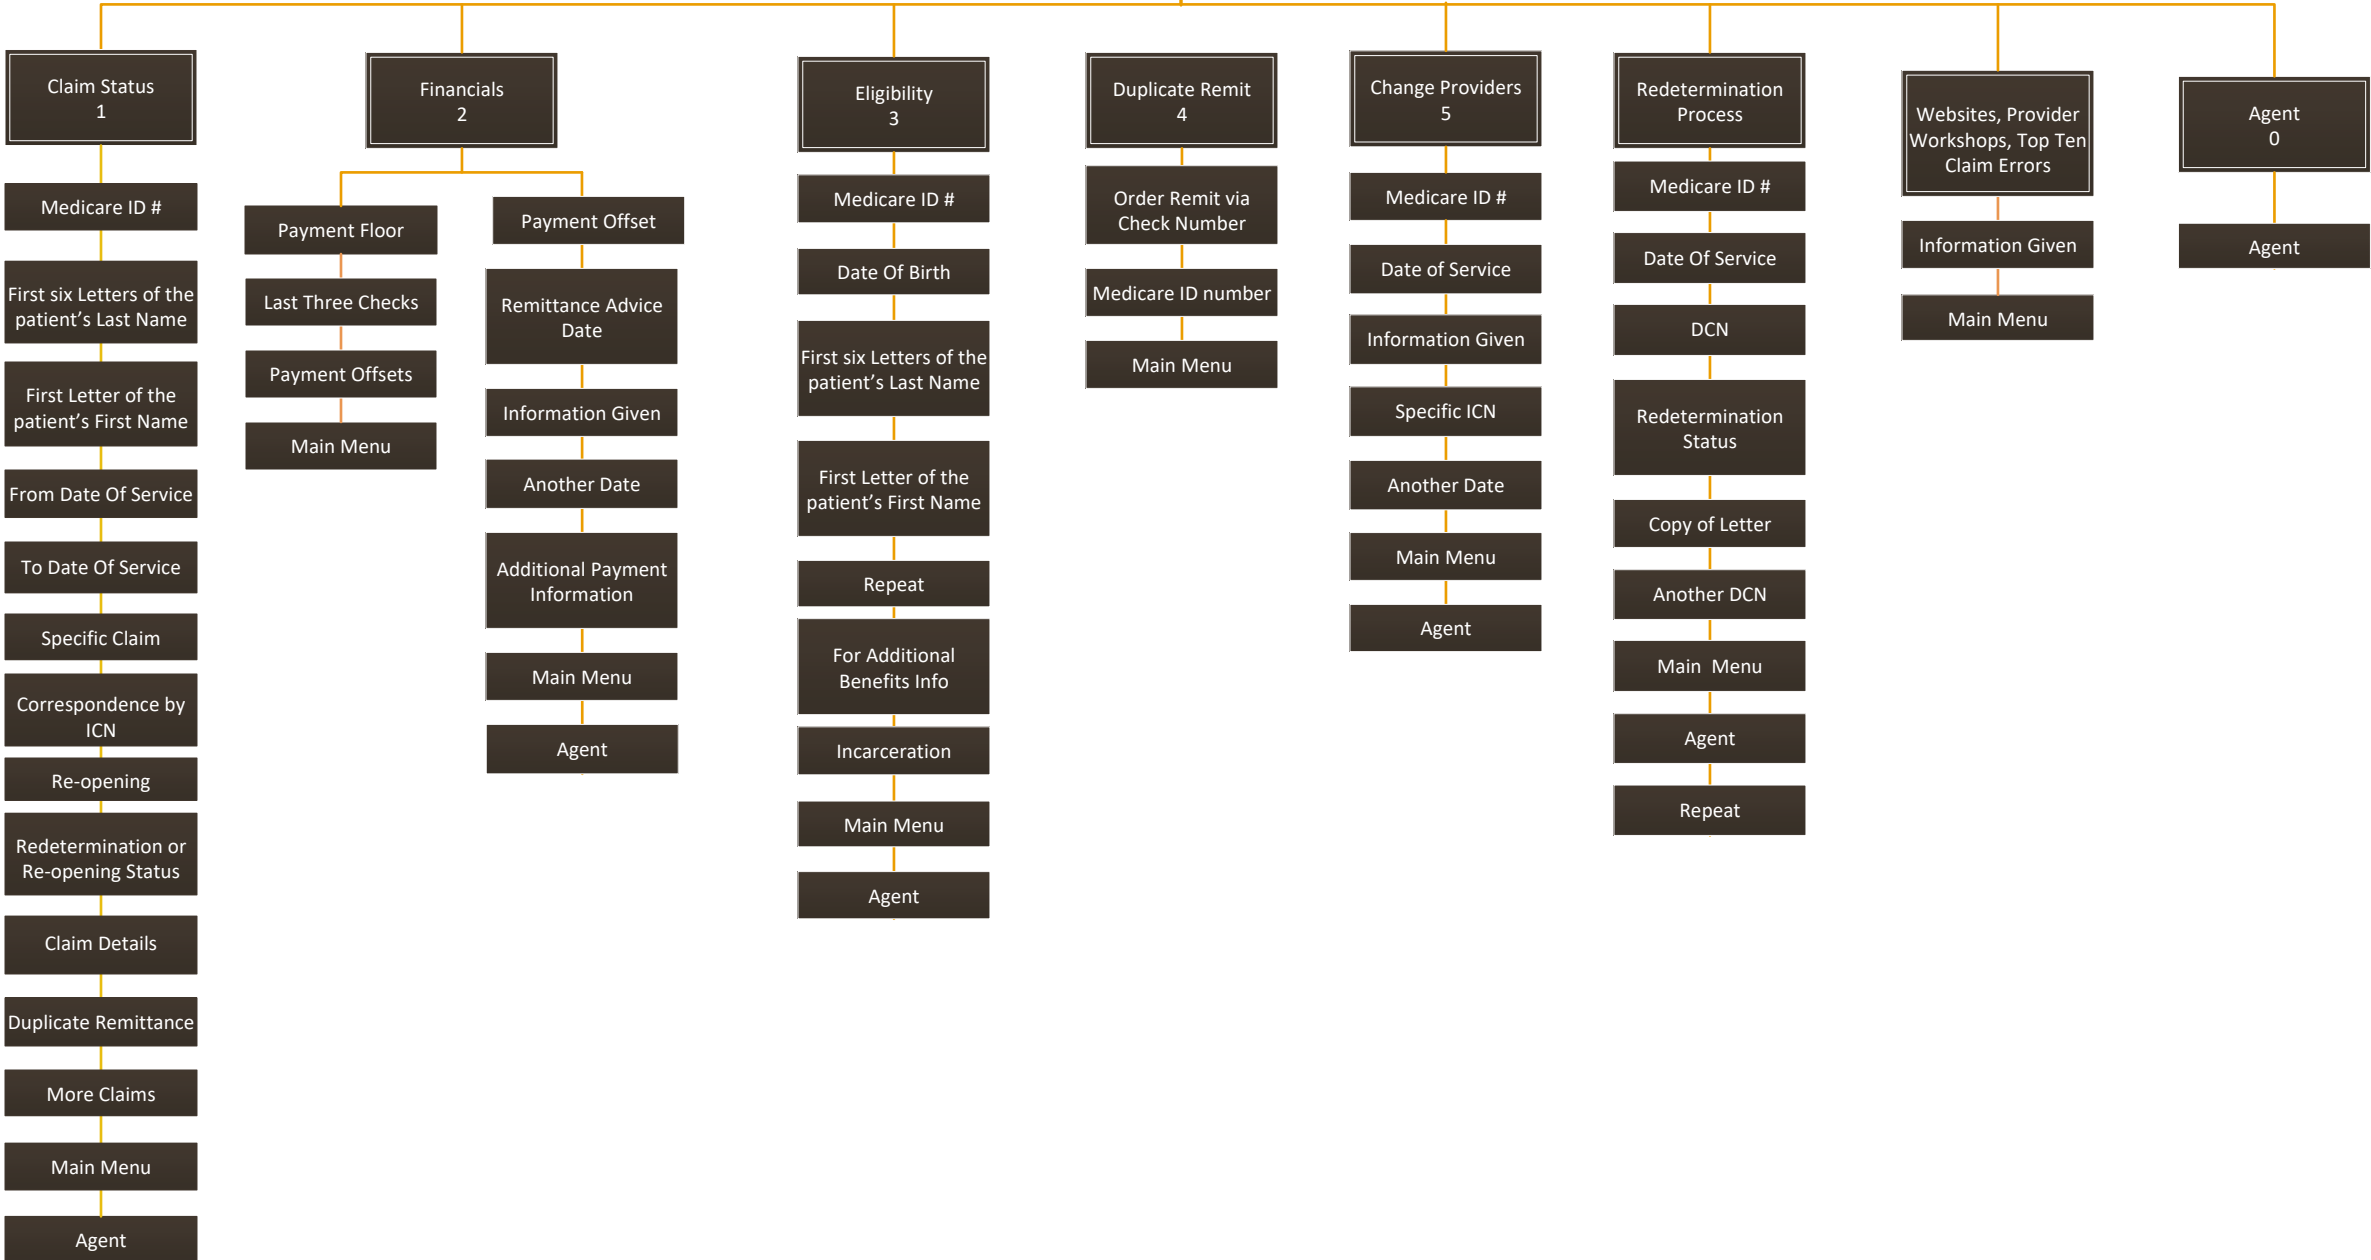 Claim Status
1
Medicare ID #
First six Letters of the
patient’s Last Name
First Letter of the
patient’s First Name
From Date Of Service
To Date Of Service
Specific Claim
Correspondence by
ICN
Re-opening
Redetermination or
Re-opening Status
Claim Details
Duplicate Remittance
More Claims
Main Menu
Agent
Financials
2
Payment Floor
Last Three Checks
Payment Offsets
Main Menu
Payment Offset
Remittance Advice
Date
Information Given
Another Date
Additional Payment
Information
Main Menu
Agent
Eligibility
3
Medicare ID #
Date Of Birth
First six Letters of the
patient’s Last Name
First Letter of the
patient’s First Name
Repeat
For Additional
Benefits Info
Incarceration
Main Menu
Agent
Duplicate Remit
4
Order Remit via
Check Number
Medicare ID number
Main Menu
Change Providers
5
Medicare ID #
Date of Service
Information Given
Specific ICN
Another Date
Main Menu
Agent
Redetermination
Process
Medicare ID #
Date Of Service
DCN
Redetermination
Status
Copy of Letter
Another DCN
Main  Menu
Agent
Repeat
Websites, Provider
Workshops, Top Ten
Claim Errors
Information Given
Main Menu
Agent
0
Agent